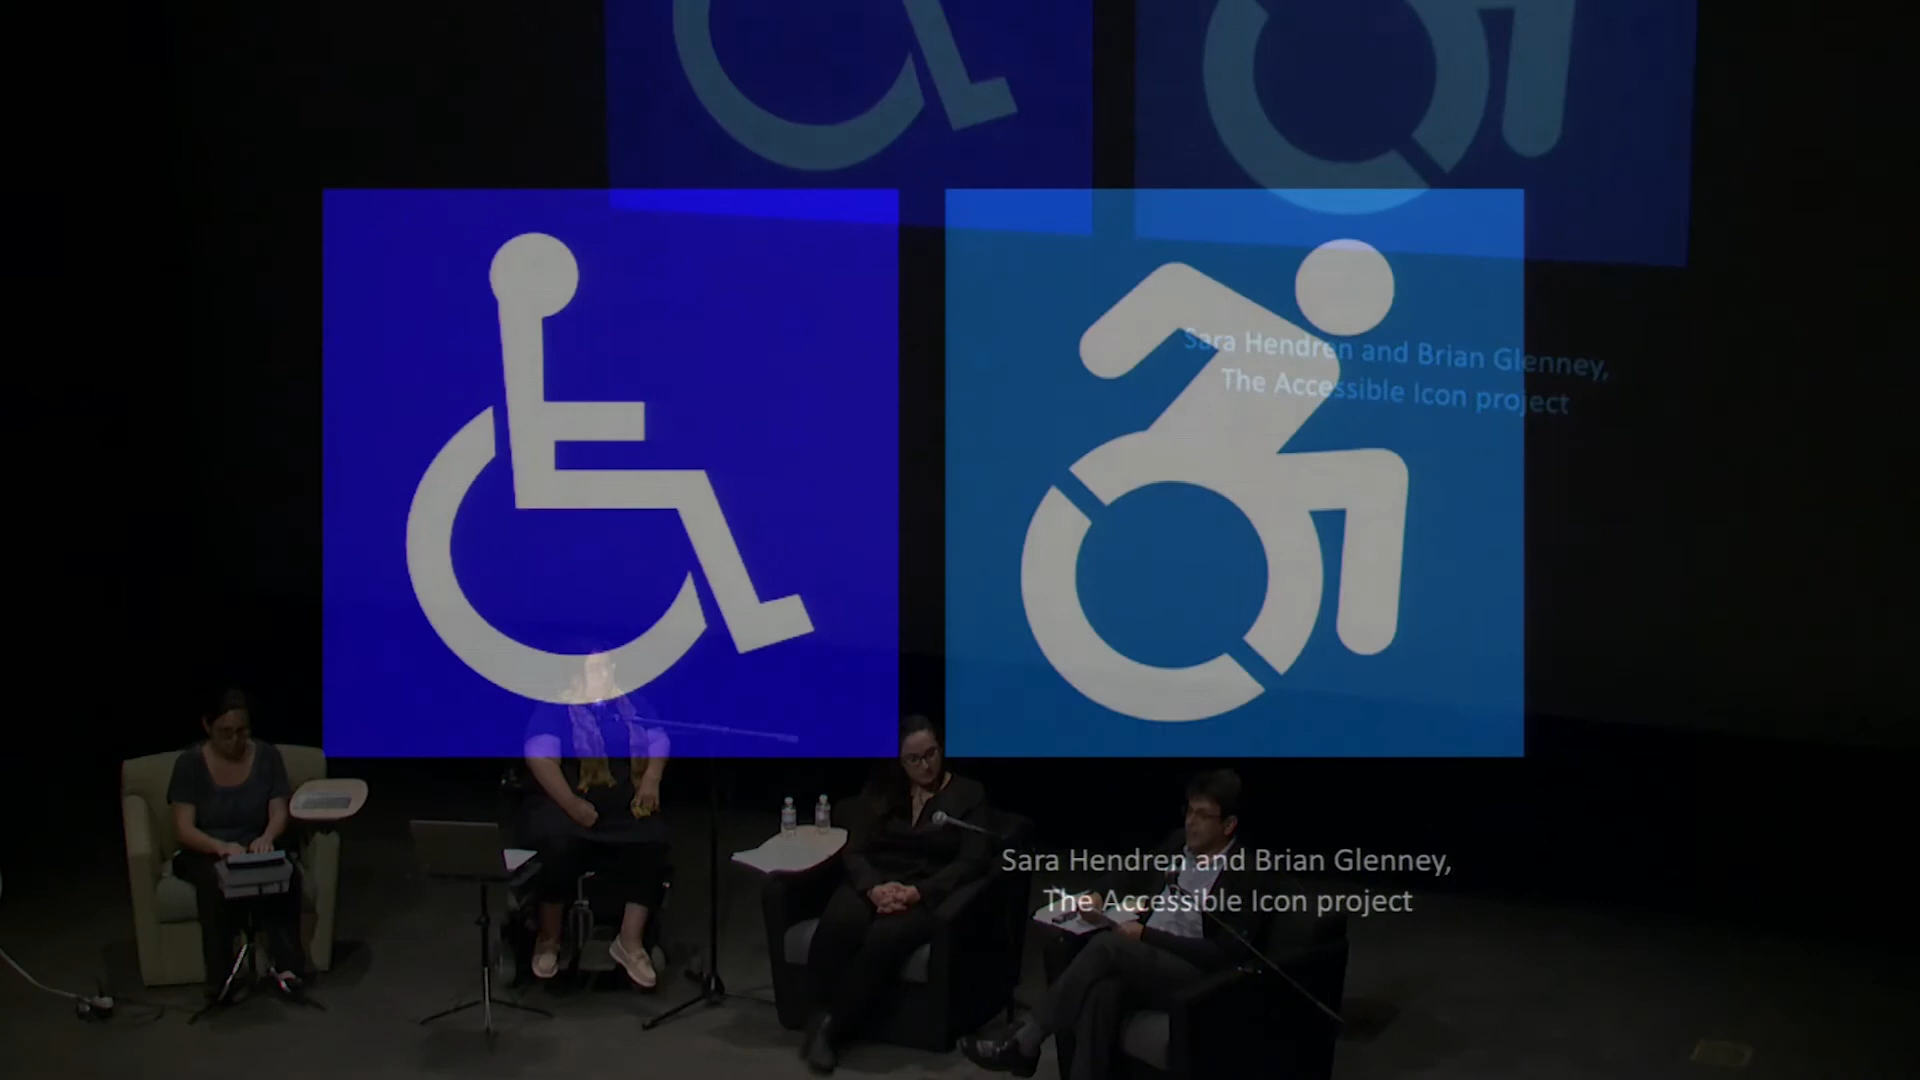 Sara Hendren and Brian Glenney,
The Accessible Icon project
Sara Hendren and Brian Glenney,
The Accessible Icon project